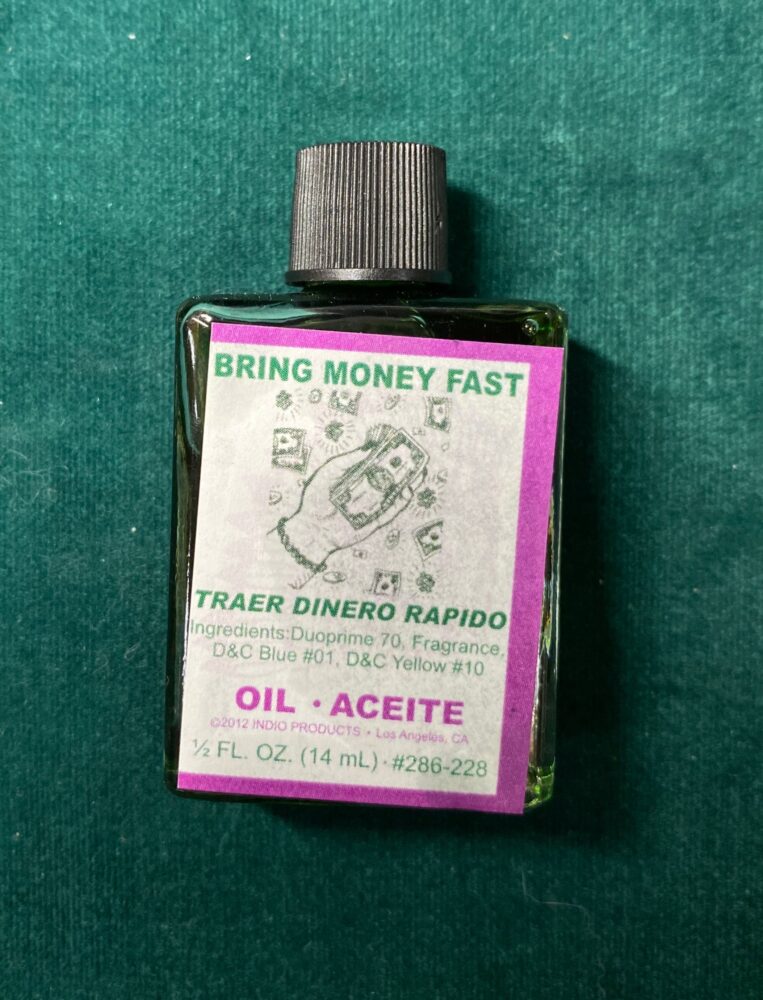 BRING MONEY FAST
TRAER DINERO RAPIDO
Ingredients:Duoprime 70, Fragrance,
D&C Blue #01, D&C Yellow #10
OIL · ACEITE
©2012 INDIO PRODUCTS • Los Angeles, CA
½ FL. OZ. (14 mL) · #286-228